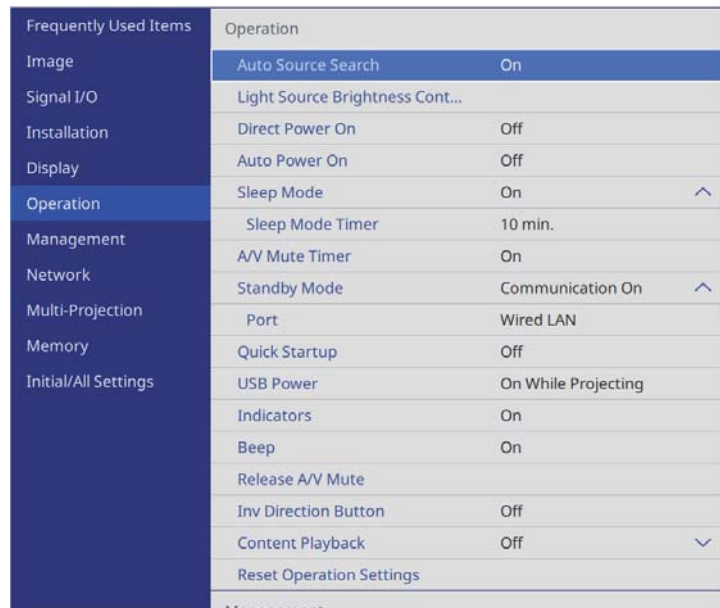 Frequently Used Items
Image
Signal I/O
Installation
Display
Operation
Management
Network
Multi-Projection
Memory
Initial/All Settings
Operation
Auto Source Search On
Light Source Brightness Cont...
Direct Power On Off
Auto Power On Off
Sleep Mode On
Sleep Mode Timer 10 min.
A/V Mute Timer On
Standby Mode Communication On
Port Wired LAN
Quick Startup Off
USB Power On While Projecting
Indicators On
Beep On
Release A/V Mute
Inv Direction Button Off
Content Playback Off
Reset Operation Settings